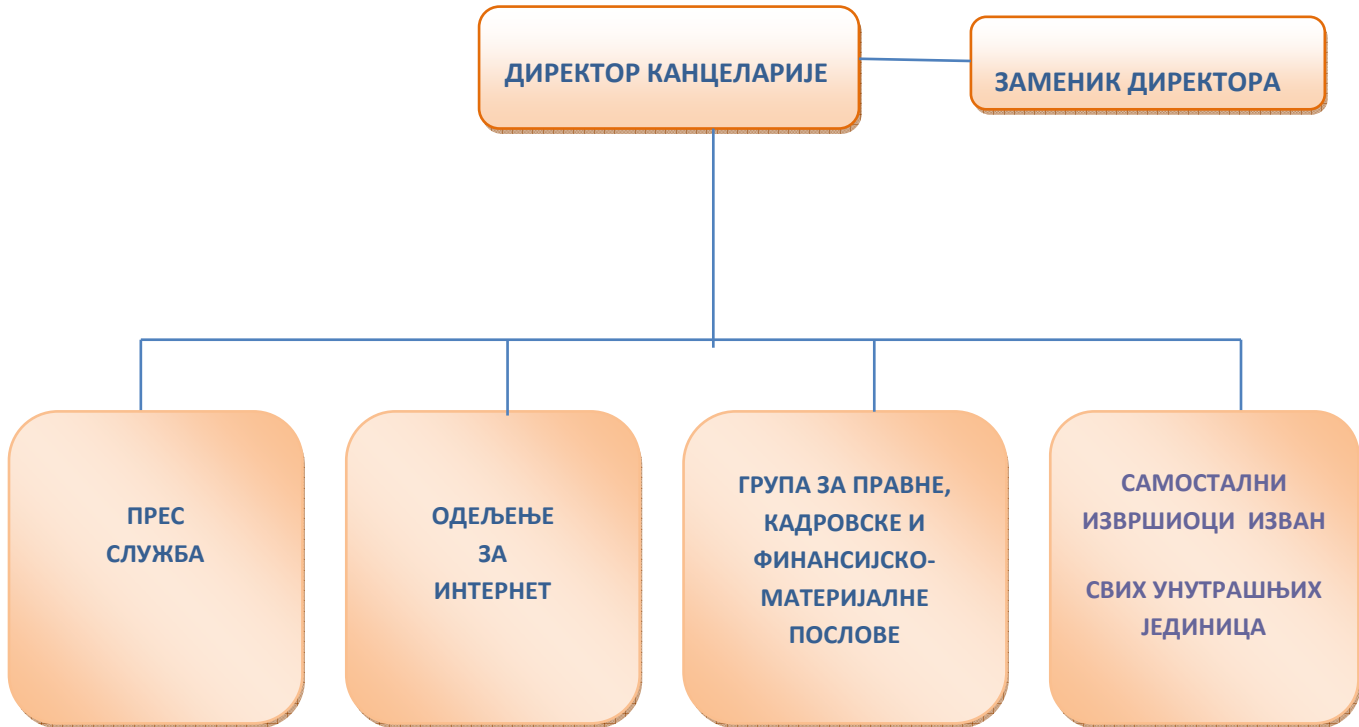 ДИРЕКТОР КАНЦЕЛАРИЈЕ
ЗАМЕНИК ДИРЕКТОРА
ПРЕС
СЛУЖБА
ОДЕЉЕЊЕ
ЗА
ИНТЕРНЕТ
ГРУПА ЗА ПРАВНЕ,
КАДРОВСКЕ И
ФИНАНСИЈСКО-
МАТЕРИЈАЛНЕ
ПОСЛОВЕ
САМОСТАЛНИ
ИЗВРШИОЦИ ИЗВАН
СВИХ УНУТРАШЊИХ
ЈЕДИНИЦА